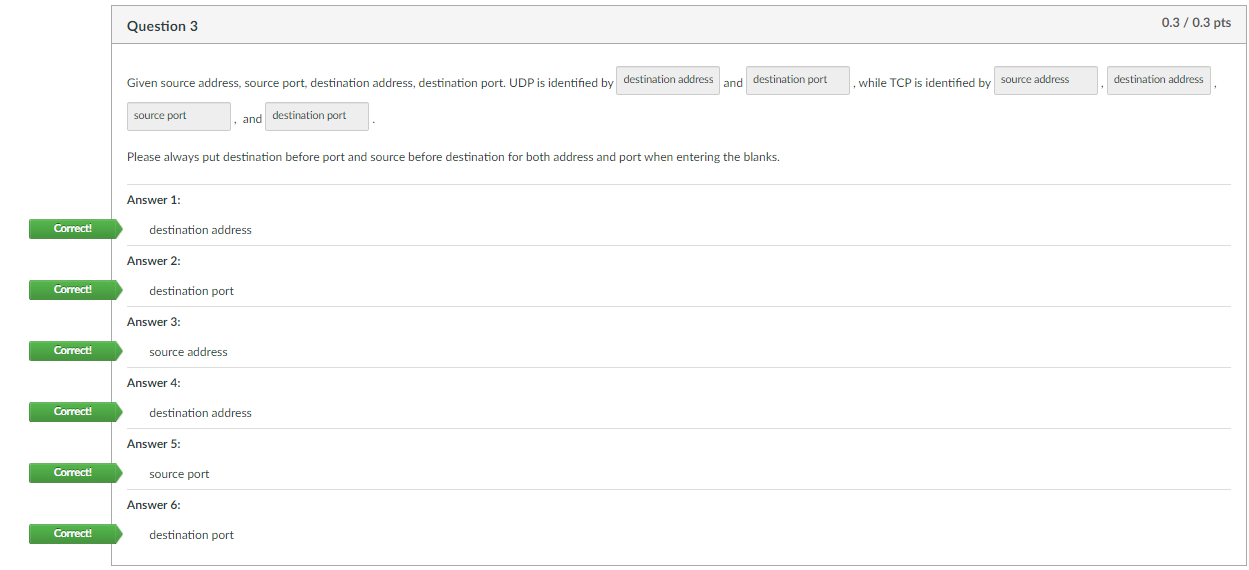 Question 3
0.3 / 0.3 pts
Given source address, source port, destination address, destination port. UDP is identified by destination address and destination port , while TCP is identified by source address , destination address ,
source port , and destination port .
Please always put destination before port and source before destination for both address and port when entering the blanks.
Answer 1:
Correct! destination address
Answer 2:
Correct! destination port
Answer 3:
Correct! source address
Answer 4:
Correct! destination address
Answer 5:
Correct! source port
Answer 6:
Correct! destination port